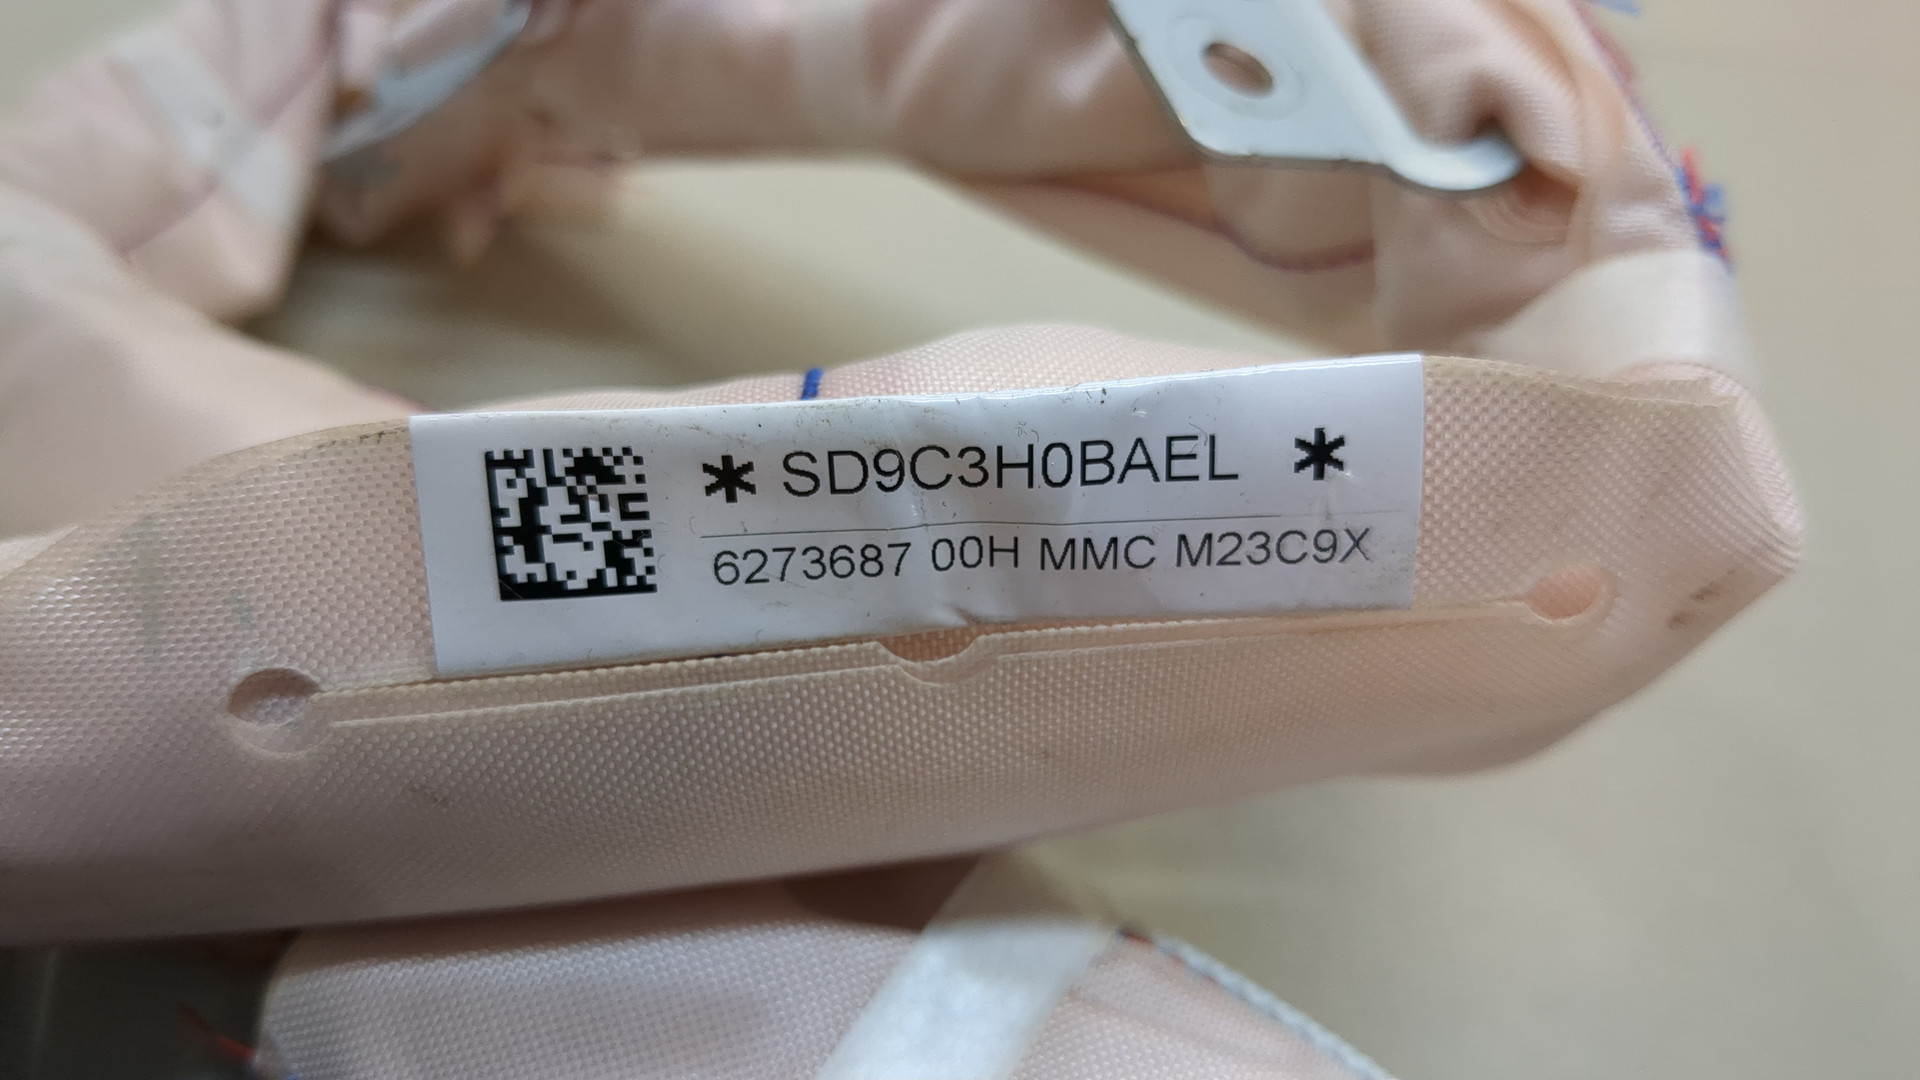 * SD9C3H0BAEL *
6273687 00H MMC M23C9X